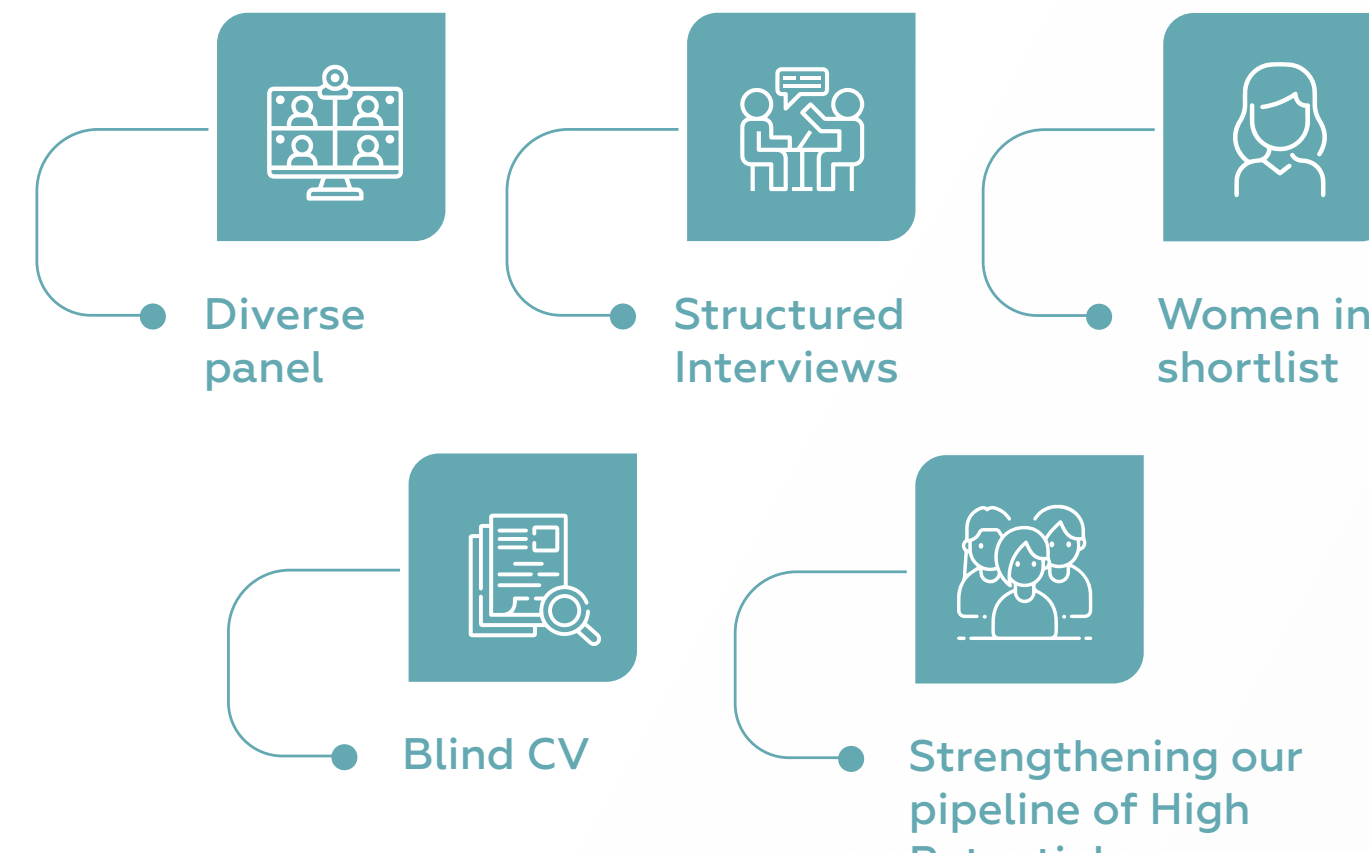 Diverse
panel
Structured
Interviews
Women in
shortlist
Blind CV
Strengthening our
pipeline of High